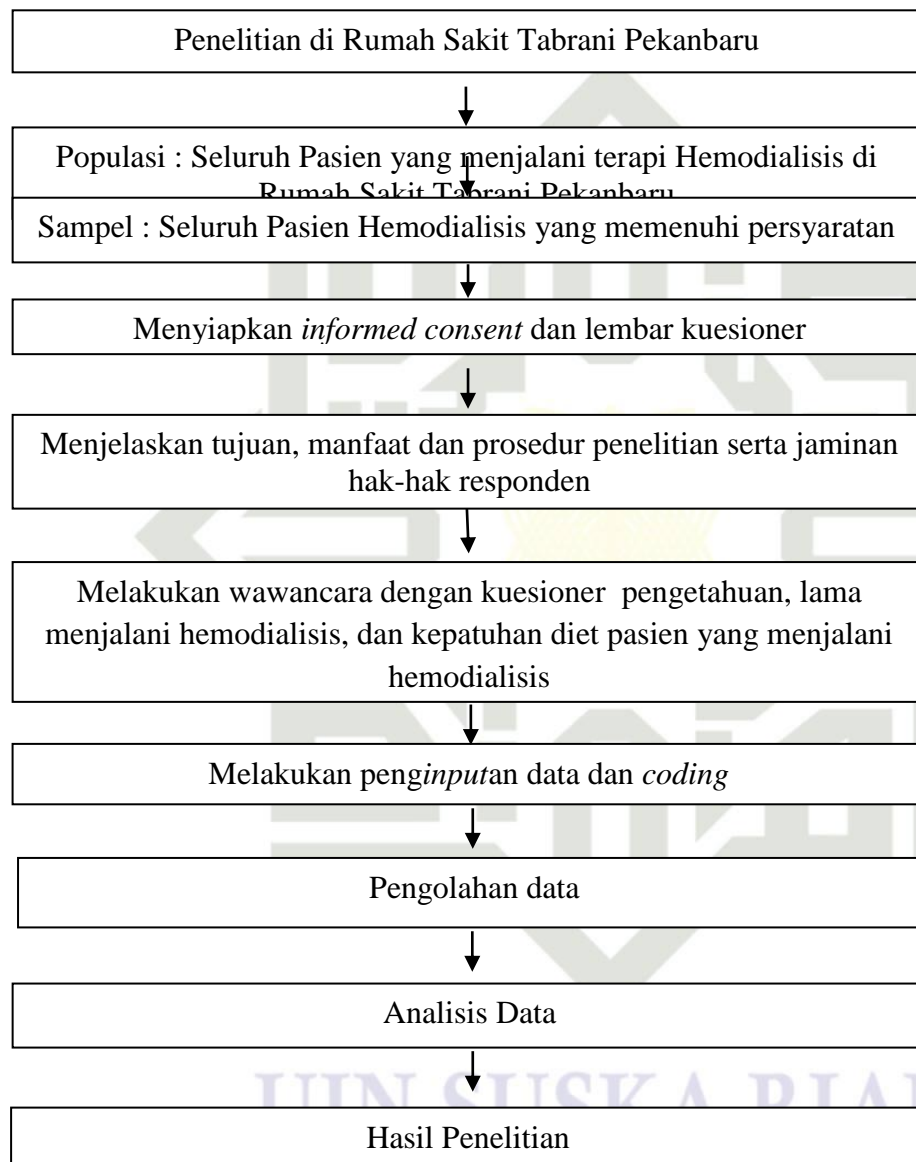 Penelitian di Rumah Sakit Tabrani Pekanbaru
Populasi : Seluruh Pasien yang menjalani terapi Hemodialisis di
Rumah Sakit Tabrani Pekanbaru
Sampel : Seluruh Pasien Hemodialisis yang memenuhi persyaratan
Menyiapkan informed consent dan lembar kuesioner
Menjelaskan tujuan, manfaat dan prosedur penelitian serta jaminan
hak-hak responden
Melakukan wawancara dengan kuesioner pengetahuan, lama
menjalani hemodialisis, dan kepatuhan diet pasien yang menjalani
hemodialisis
Melakukan penginputan data dan coding
Pengolahan data
Analisis Data
UIN SUSKA RIAU
Hasil Penelitian